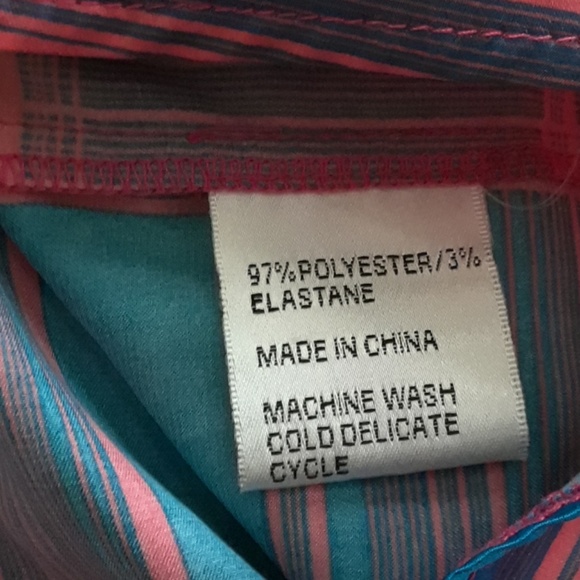 97%POLYESTER/3%
ELASTANE
MADE IN CHINA
MACHINE WASH
COLD DELICATE
CYCLE